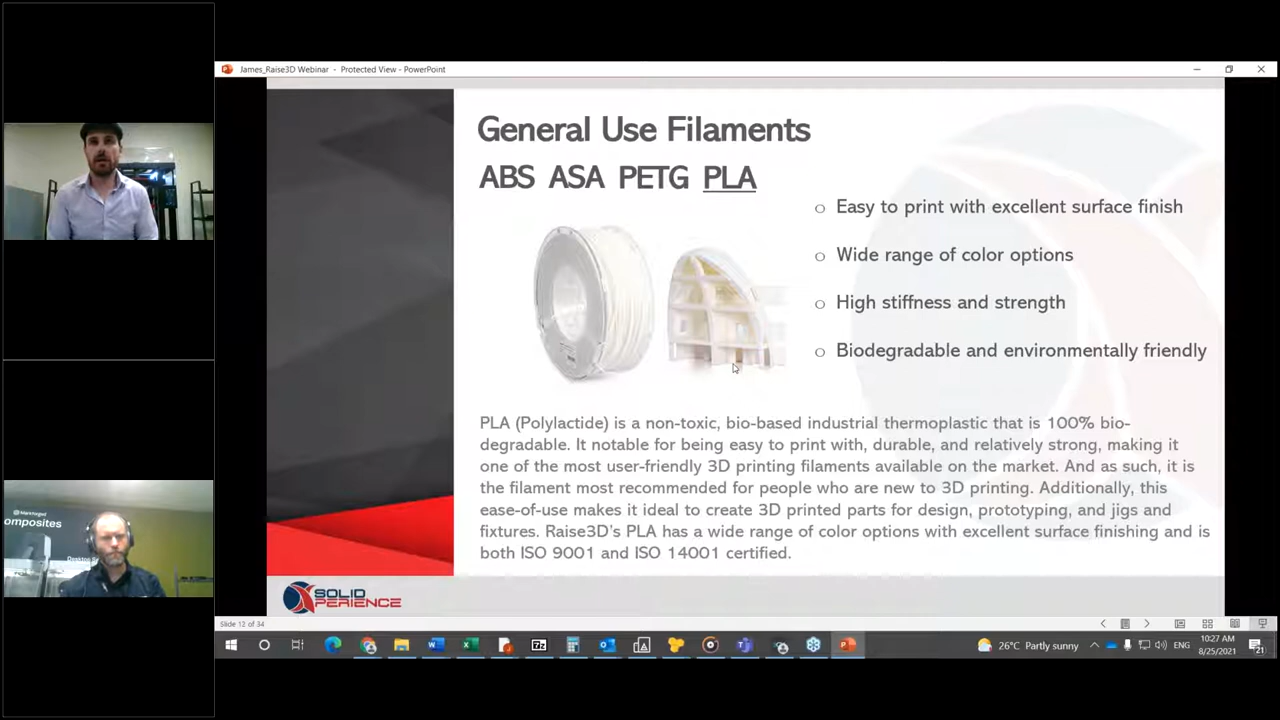 James_Raise3D Webinar - Protected View - PowerPoint
General Use Filaments
ABS ASA PETG PLA
Easy to print with excellent surface finish
Wide range of color options
High stiffness and strength
Biodegradable and environmentally friendly
PLA (Polylactide) is a non-toxic, bio-based industrial thermoplastic that is 100% bio-
degradable. It notable for being easy to print with, durable, and relatively strong, making it
one of the most user-friendly 3D printing filaments available on the market. And as such, it is
the filament most recommended for people who are new to 3D printing. Additionally, this
ease-of-use makes it ideal to create 3D printed parts for design, prototyping, and jigs and
fixtures. Raise3D's PLA has a wide range of color options with excellent surface finishing and is
both ISO 9001 and ISO 14001 certified.
SOLID
XPERIENCE
Markforged
omposites
Slide 12 of 34
26°C Partly sunny
ENG
10:27 AM
8/25/2021
21